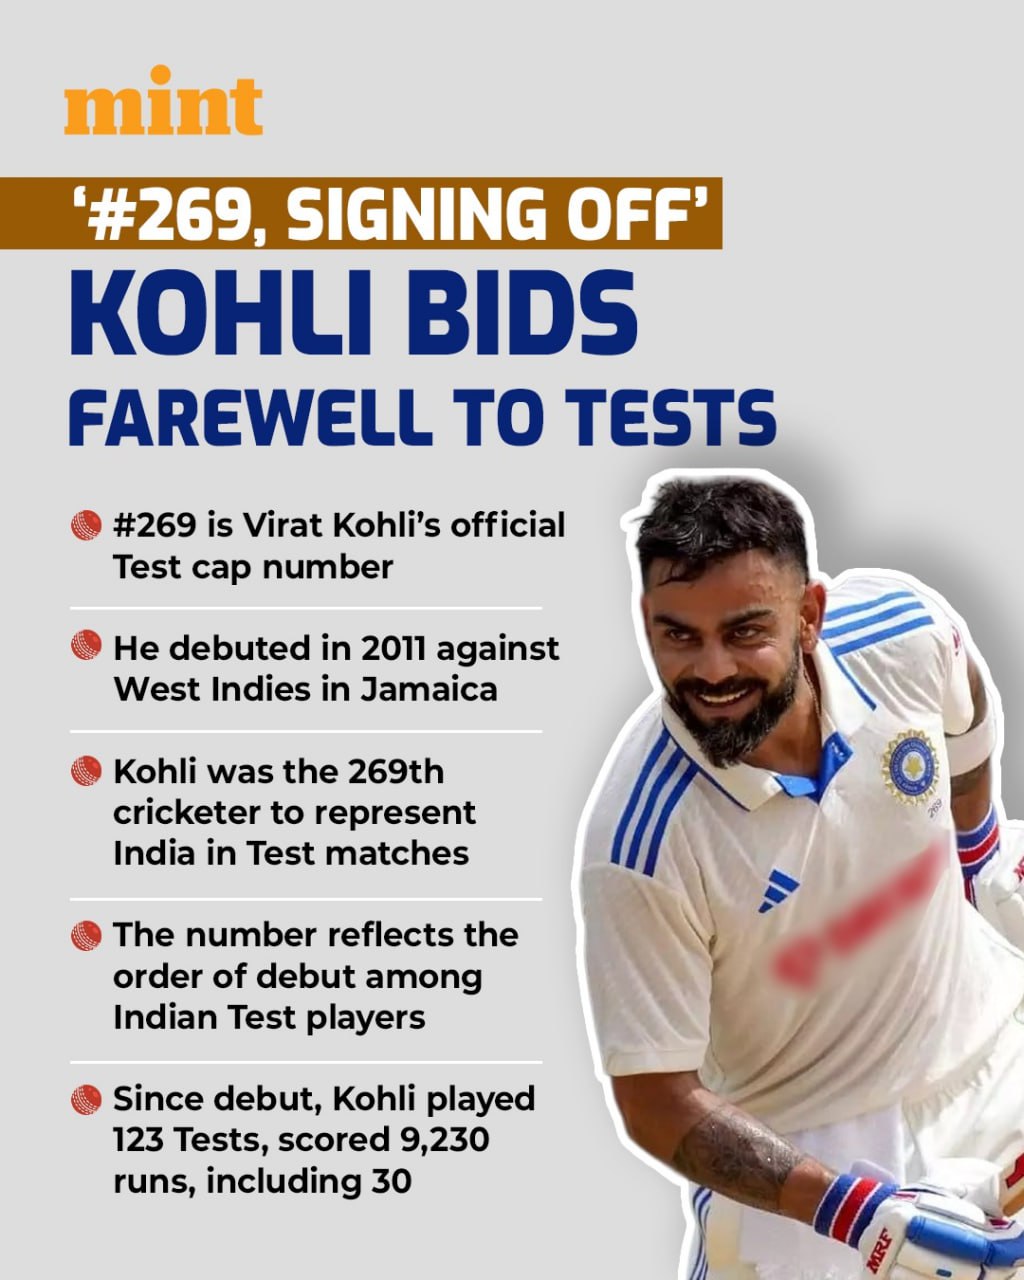 mint
‘#269, SIGNING OFF’
KOHLI BIDS
FAREWELL TO TESTS
#269 is Virat Kohli’s official
Test cap number
He debuted in 2011 against
West Indies in Jamaica
Kohli was the 269th
cricketer to represent
India in Test matches
The number reflects the
order of debut among
Indian Test players
Since debut, Kohli played
123 Tests, scored 9,230
runs, including 30
269
MRF